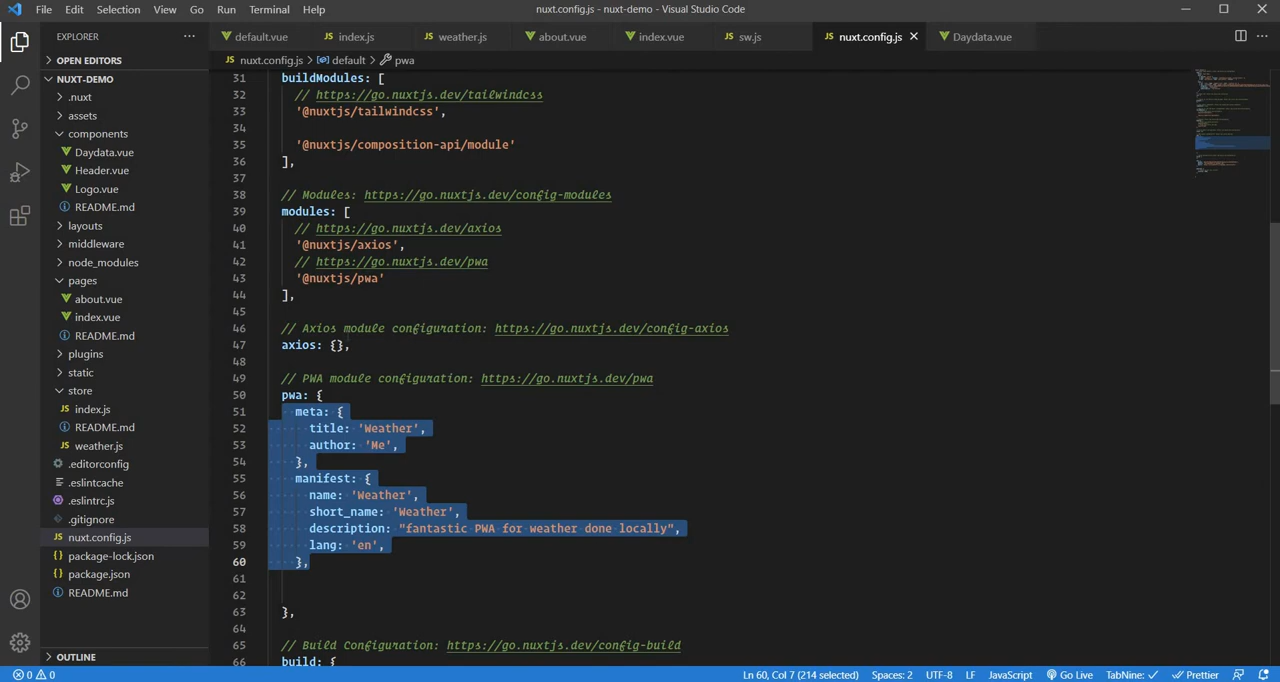 File Edit Selection View Go Run Terminal Help
nuxt.config.js - nuxt-demo - Visual Studio Code
EXPLORER
OPEN EDITORS
NUXT-DEMO
.nuxt
assets
components
Daydata.vue
Header.vue
Logo.vue
README.md
layouts
middleware
node_modules
pages
about.vue
index.vue
README.md
plugins
static
store
JS index.js
README.md
JS weather.js
.editorconfig
.eslintcache
.eslintrc.js
.gitignore
JS nuxt.config.js
{} package-lock.json
{} package.json
README.md
OUTLINE
default.vue JS index.js JS weather.js about.vue index.vue JS sw.js JS nuxt.config.js Daydata.vue
JS nuxt.config.js > default > pwa
31 buildModules: [
32 // https://go.nuxtjs.dev/tailwindcss
33 '@nuxtjs/tailwindcss',
34
35 '@nuxtjs/composition-api/module'
36 ],
37
38 // Modules: https://go.nuxtjs.dev/config-modules
39 modules: [
40 // https://go.nuxtjs.dev/axios
41 '@nuxtjs/axios',
42 // https://go.nuxtjs.dev/pwa
43 '@nuxtjs/pwa'
44 ],
45
46 // Axios module configuration: https://go.nuxtjs.dev/config-axios
47 axios: {},
48
49 // PWA module configuration: https://go.nuxtjs.dev/pwa
50 pwa: {
51 meta: {
52 title: 'Weather',
53 author: 'Me',
54 },
55 manifest: {
56 name: 'Weather',
57 short_name: 'Weather',
58 description: "fantastic PWA for weather done locally",
59 lang: 'en',
60 },
61
62
63 },
64
65 // Build Configuration: https://go.nuxtjs.dev/config-build
66 build: {
0 0 Ln 60, Col 7 (214 selected) Spaces: 2 UTF-8 LF JavaScript Go Live TabNine: ✓ Prettier